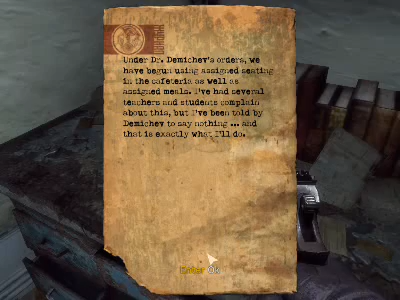 Under Dr. Demichev's orders, we
have begun using assigned seating
in the cafeteria as well as
assigned meals. I've had several
teachers and students complain
about this, but I've been told by
Demichev to say nothing ... and
that is exactly what I'll do.
Enter OK